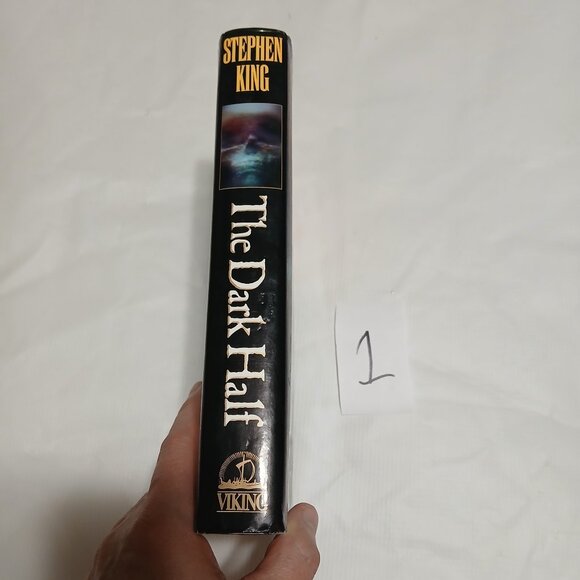 STEPHEN
KING
The Dark Half
VIKING
1